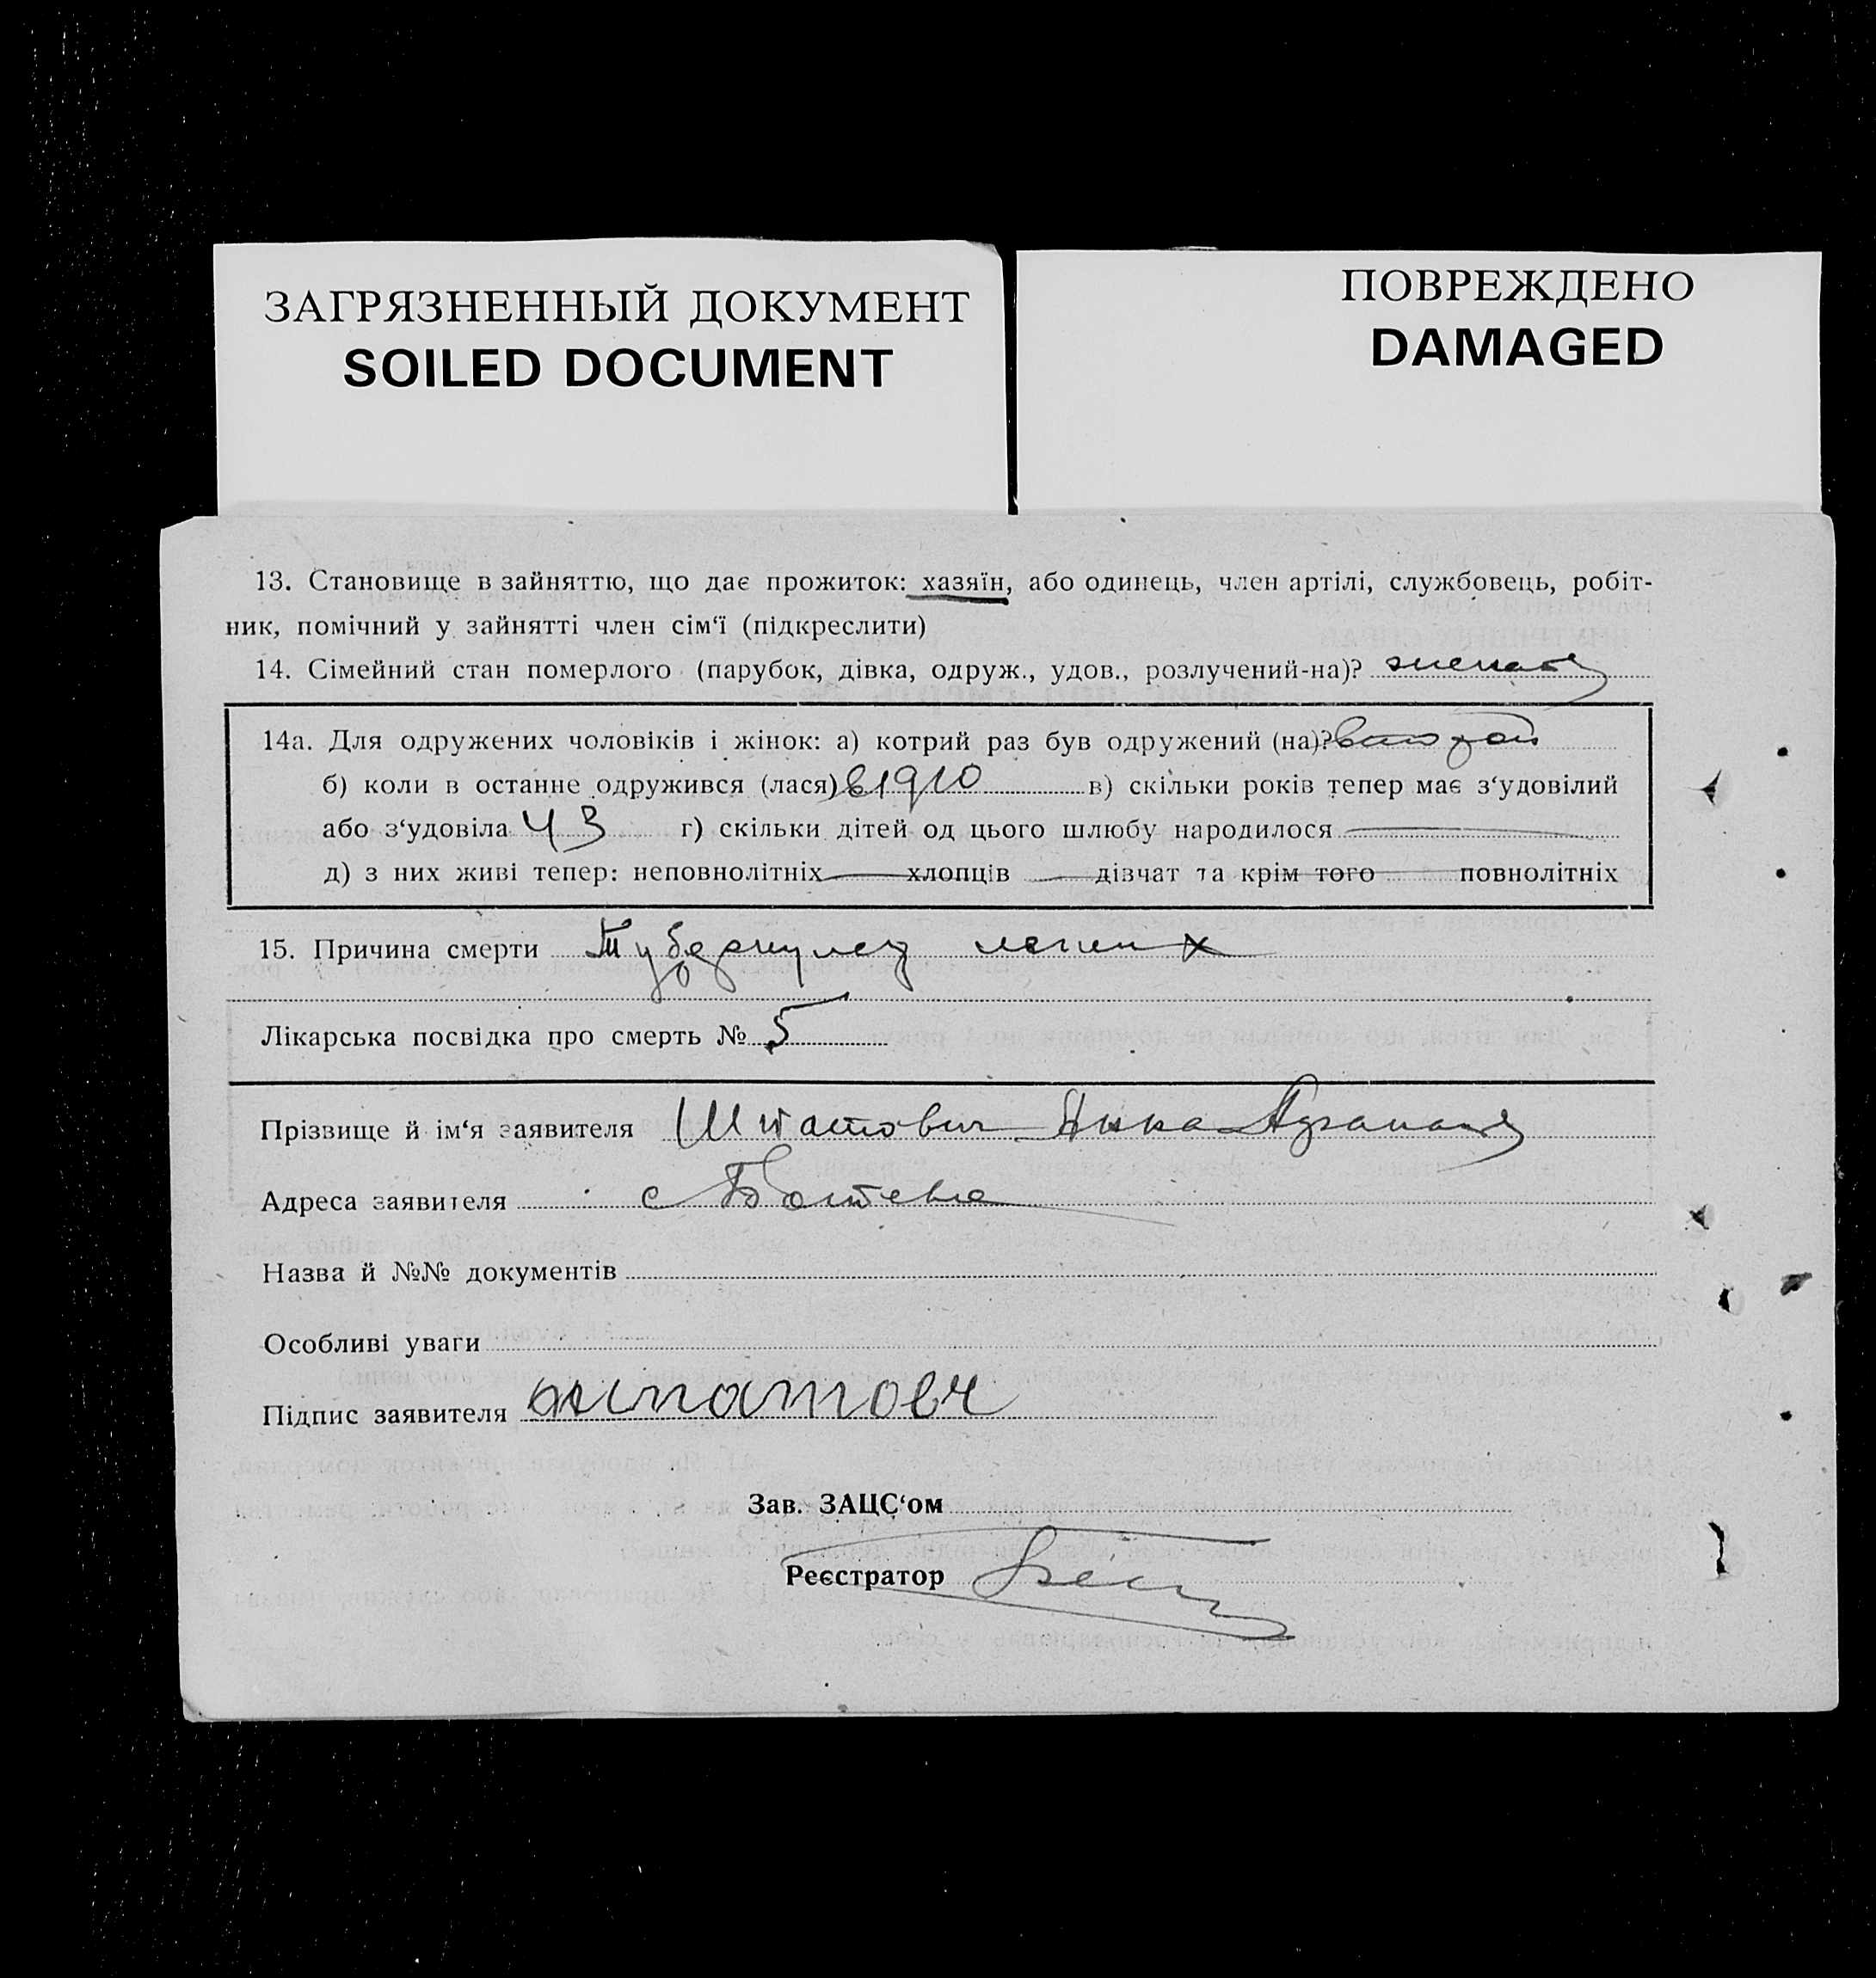 ЗАГРЯЗНЕННЫЙ ДОКУМЕНТ
SOILED DOCUMENT
ПОВРЕЖДЕНО
DAMAGED
13. Становище в зайняттю, що дає прожиток: хазяїн, або одинець, член артілі, службовець, робіт-
ник, помічний у зайнятті член сім‘ї (підкреслити)
14. Сімейний стан померлого (парубок, дівка, одруж., удов., розлучений-на)? женат
14а. Для одружених чоловіків і жінок: а) котрий раз був одружений (на)? второй
б) коли в останне одружився (лася) в 1910 в) скільки років тепер має з‘удовілий
або з‘удовіла 43 г) скільки дітей од цього шлюбу народилося
д) з них живі тепер: неповнолітніх хлопців дівчат та крім того повнолітніх
15. Причина смерти Туберкулез легких
Лікарська посвідка про смерть № 5
Прізвище й ім‘я заявителя Анна
Адреса заявителя с Ботево
Назва й №№ документів
Особливі уваги
Підпис заявителя
Зав. ЗАЦС‘ом
Реєстратор